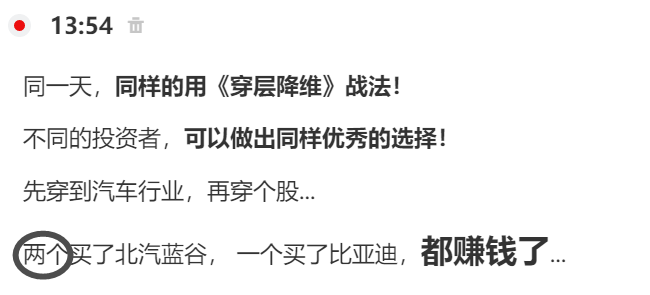 13:54
同一天，同样的用《穿层降维》战法！
不同的投资者，可以做出同样优秀的选择！
先穿到汽车行业，再穿个股...
两个买了北汽蓝谷， 一个买了比亚迪，都赚钱了...